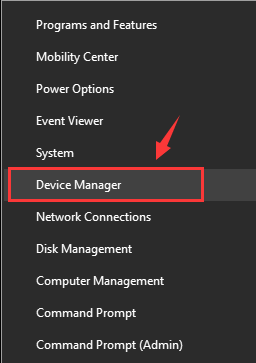 Programs and Features
Mobility Center
Power Options
Event Viewer
System
Device Manager
Network Connections
Disk Management
Computer Management
Command Prompt
Command Prompt (Admin)